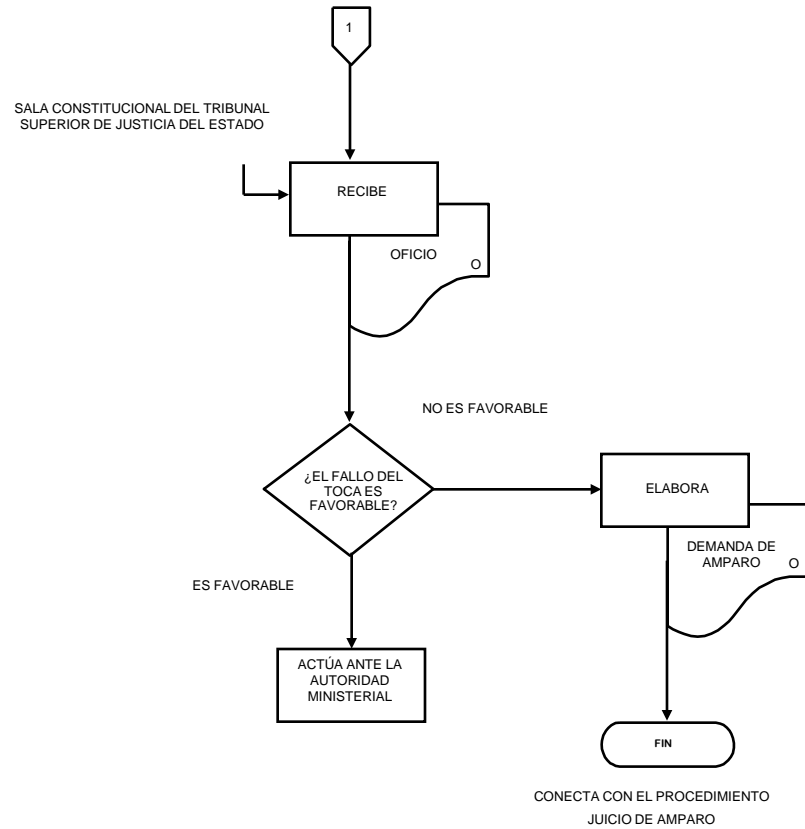 1
SALA CONSTITUCIONAL DEL TRIBUNAL
SUPERIOR DE JUSTICIA DEL ESTADO
RECIBE
OFICIO
O
NO ES FAVORABLE
¿EL FALLO DEL
TOCA ES
FAVORABLE?
ELABORA
DEMANDA DE
AMPARO
O
ES FAVORABLE
ACTÚA ANTE LA
AUTORIDAD
MINISTERIAL
FIN
CONECTA CON EL PROCEDIMIENTO
JUICIO DE AMPARO